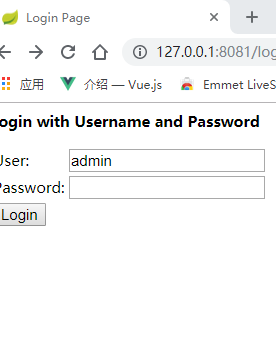 Login Page
127.0.0.1:8081/log
应用 介绍 — Vue.js Emmet LiveS
ogin with Username and Password
User: admin
Password:
Login